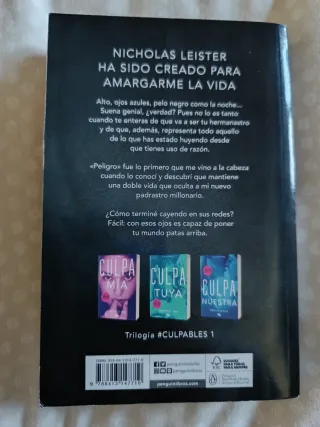 NICHOLAS LEISTER
HA SIDO CREADO PARA
AMARGARME LA VIDA
Alto, ojos azules, pelo negro como la noche...
Suena genial, ¿verdad? Pues no lo es tanto
cuando te enteras de que va a ser tu hermanastro
y de que, además, representa todo aquello
de lo que has estado huyendo desde
que tienes uso de razón.
«Peligro» fue lo primero que me vino a la cabeza
cuando lo conocí y descubrí que mantiene
una doble vida que oculta a mi nuevo
padrastro millonario.
¿Cómo terminé cayendo en sus redes?
Fácil: con esos ojos es capaz de poner
tu mundo patas arriba.
CULPA
MÍA
CULPA
TUYA
CULPA
NUESTRA
Trilogía #CULPABLES 1
penguinlibros.com
FSC